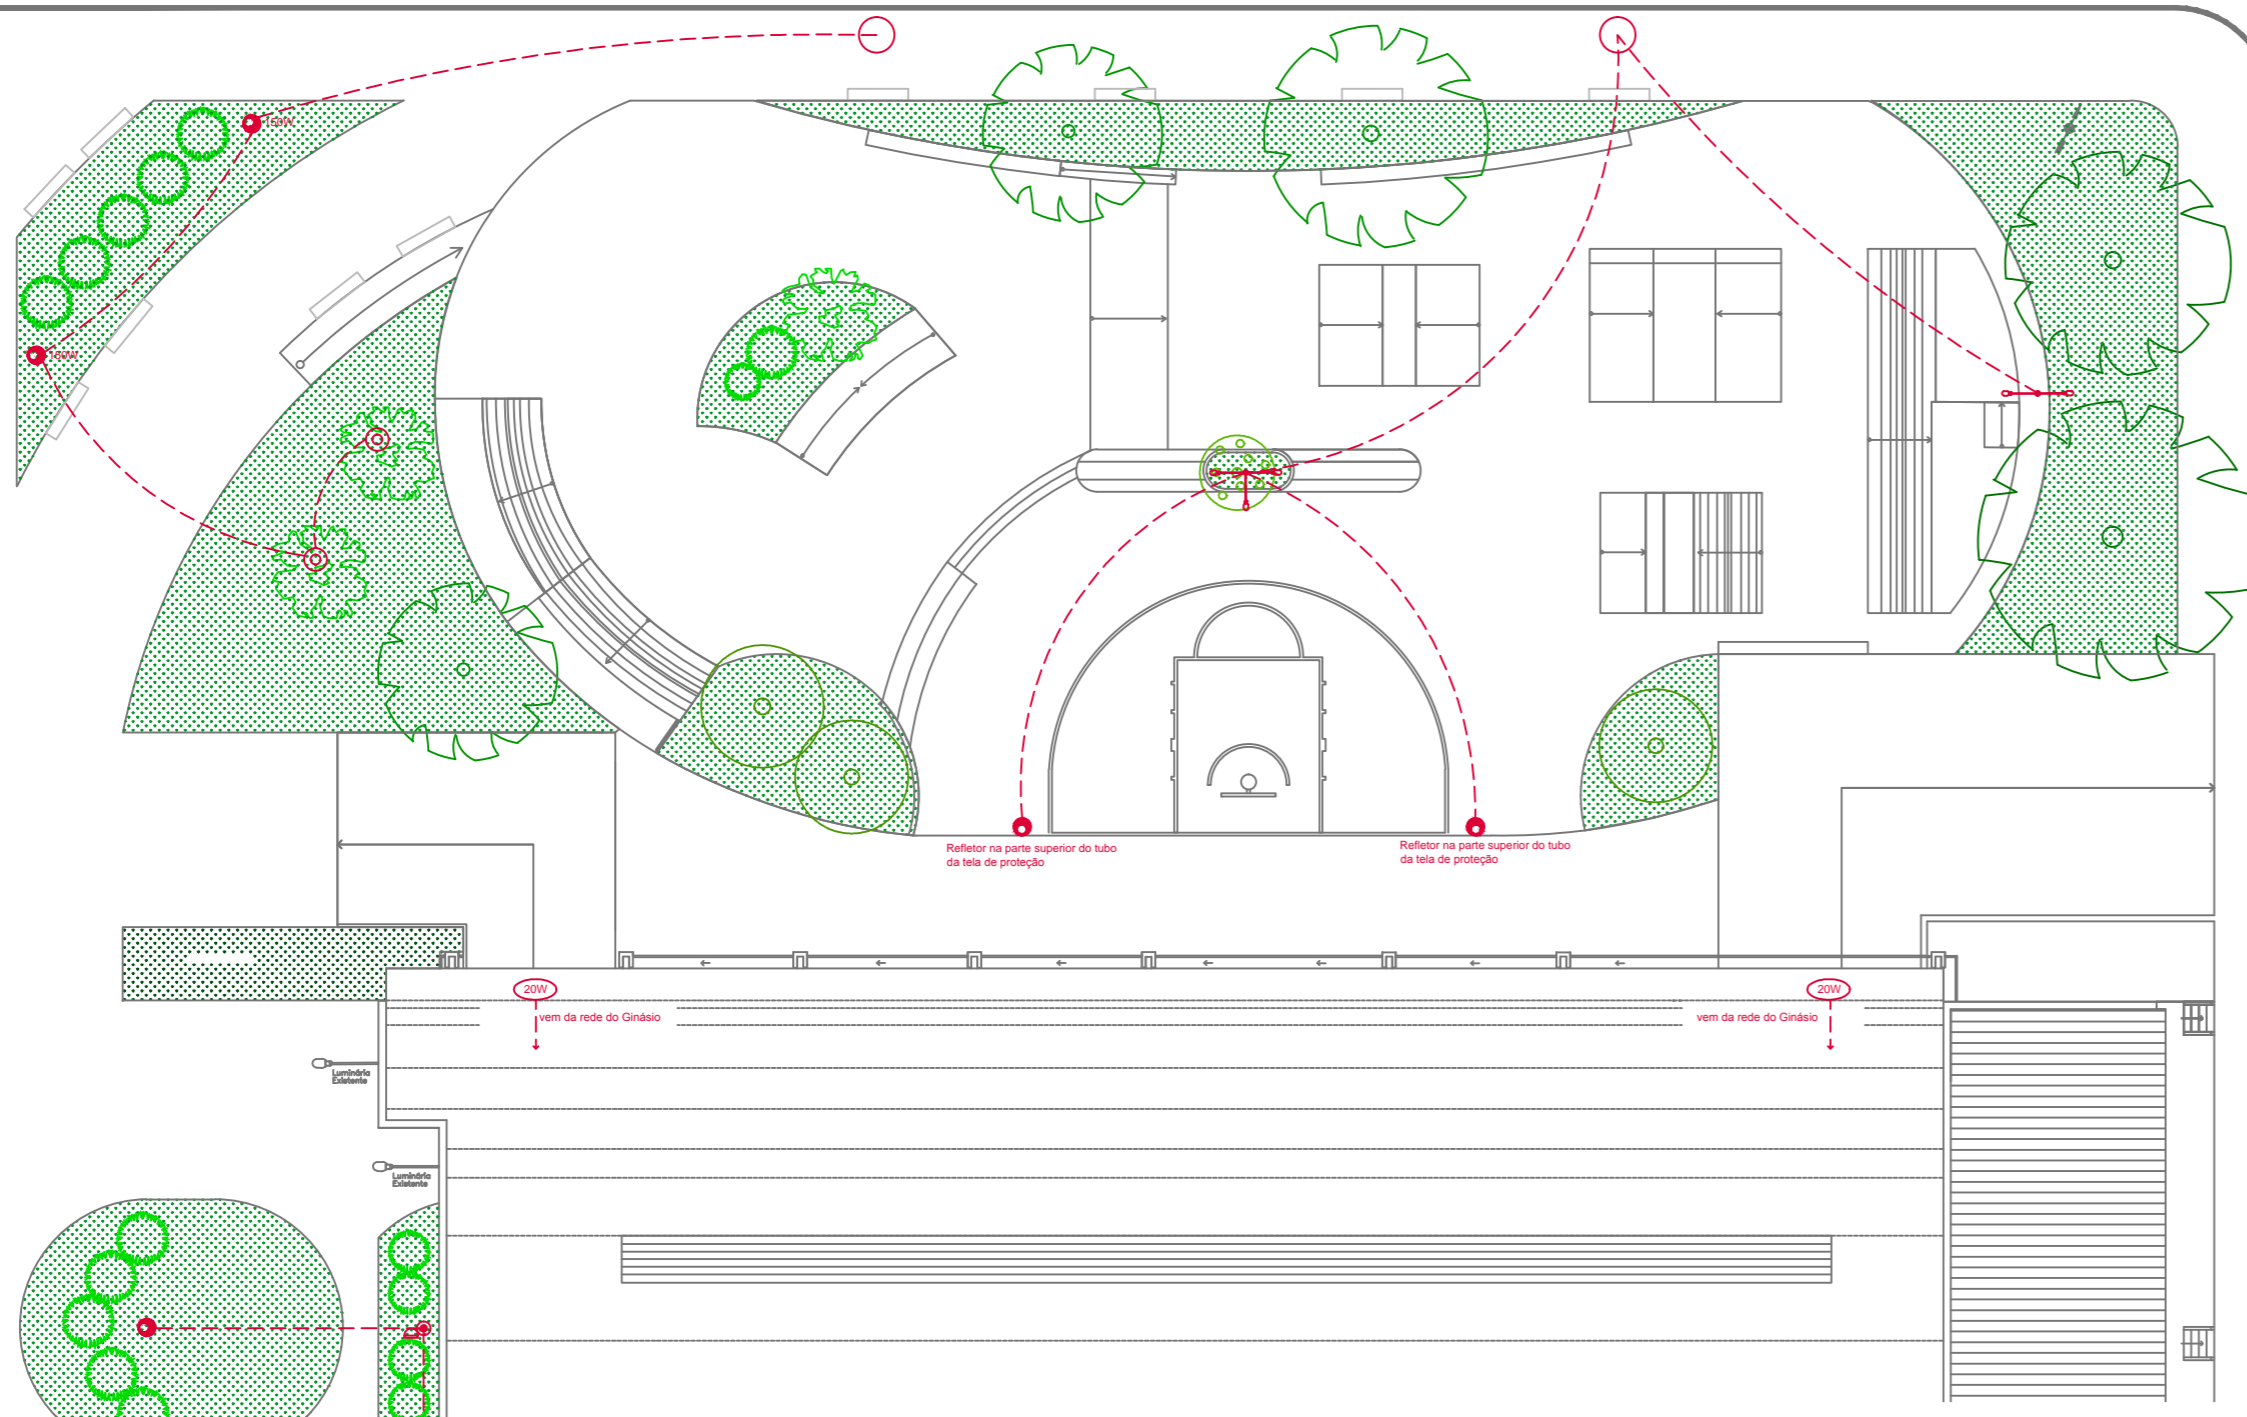 150W
150W
Refletor na parte superior do tubo
da tela de proteção
Refletor na parte superior do tubo
da tela de proteção
20W
vem da rede do Ginásio
20W
vem da rede do Ginásio
Luminária
Existente
Luminária
Existente